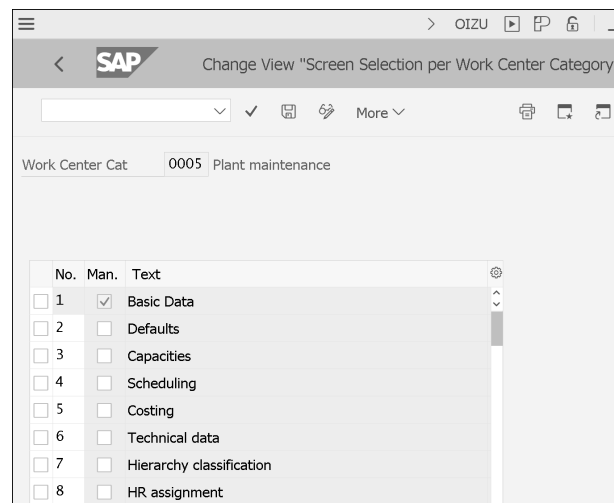 OIZU
SAP Change View "Screen Selection per Work Center Category
More
Work Center Cat 0005 Plant maintenance
No. Man. Text
1 Basic Data
2 Defaults
3 Capacities
4 Scheduling
5 Costing
6 Technical data
7 Hierarchy classification
8 HR assignment